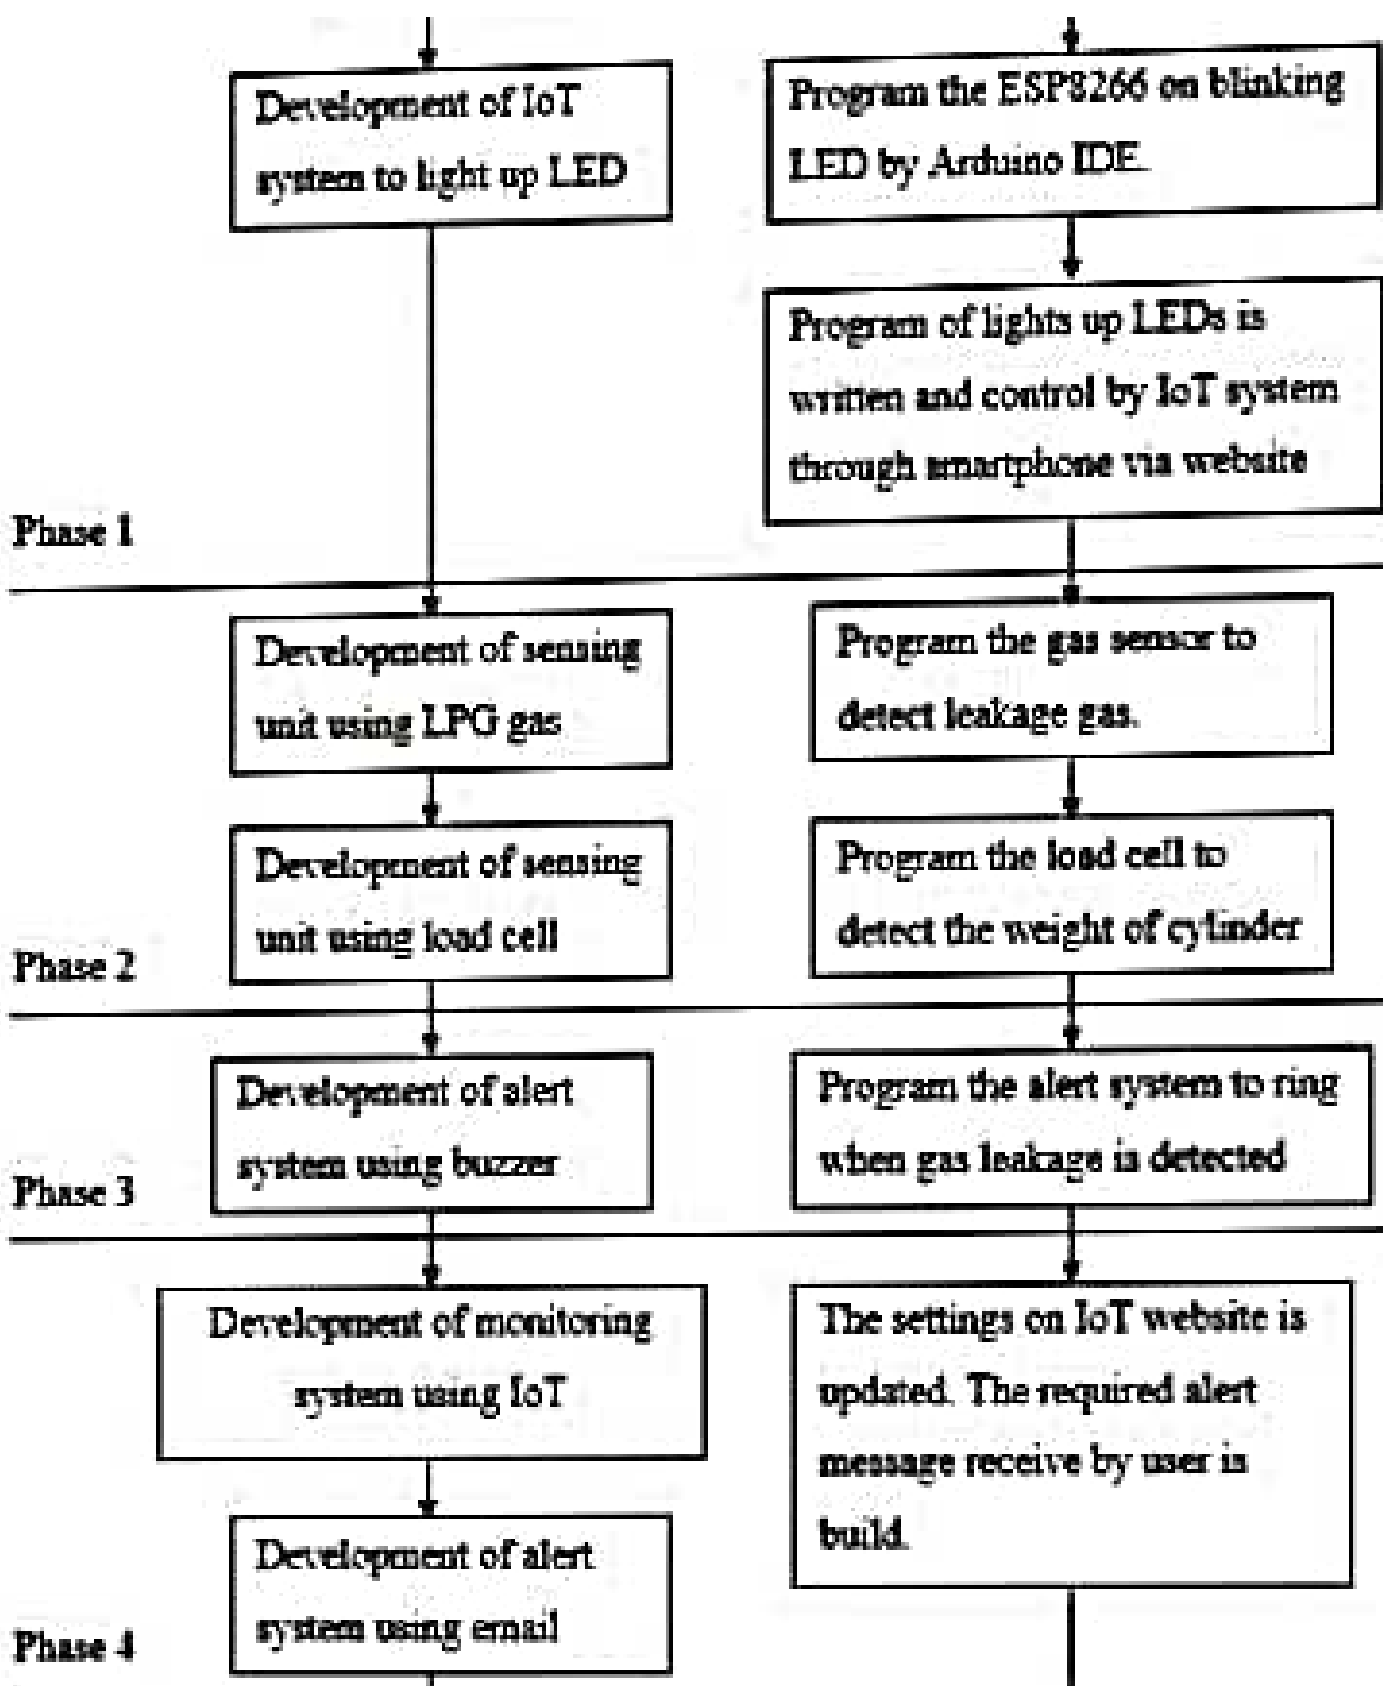 Development of IoT
system to light up LED
Program the ESP8266 on blinking
LED by Arduino IDE.
Program of lights up LEDs is
written and control by IoT system
through smartphone via website
Phase 1
Development of sensing
unit using LPG gas
Program the gas sensor to
detect leakage gas.
Development of sensing
unit using load cell
Program the load cell to
detect the weight of cylinder
Phase 2
Development of alert
system using buzzer
Program the alert system to ring
when gas leakage is detected
Phase 3
Development of monitoring
system using IoT
The settings on IoT website is
updated. The required alert
message receive by user is
build.
Development of alert
system using email
Phase 4